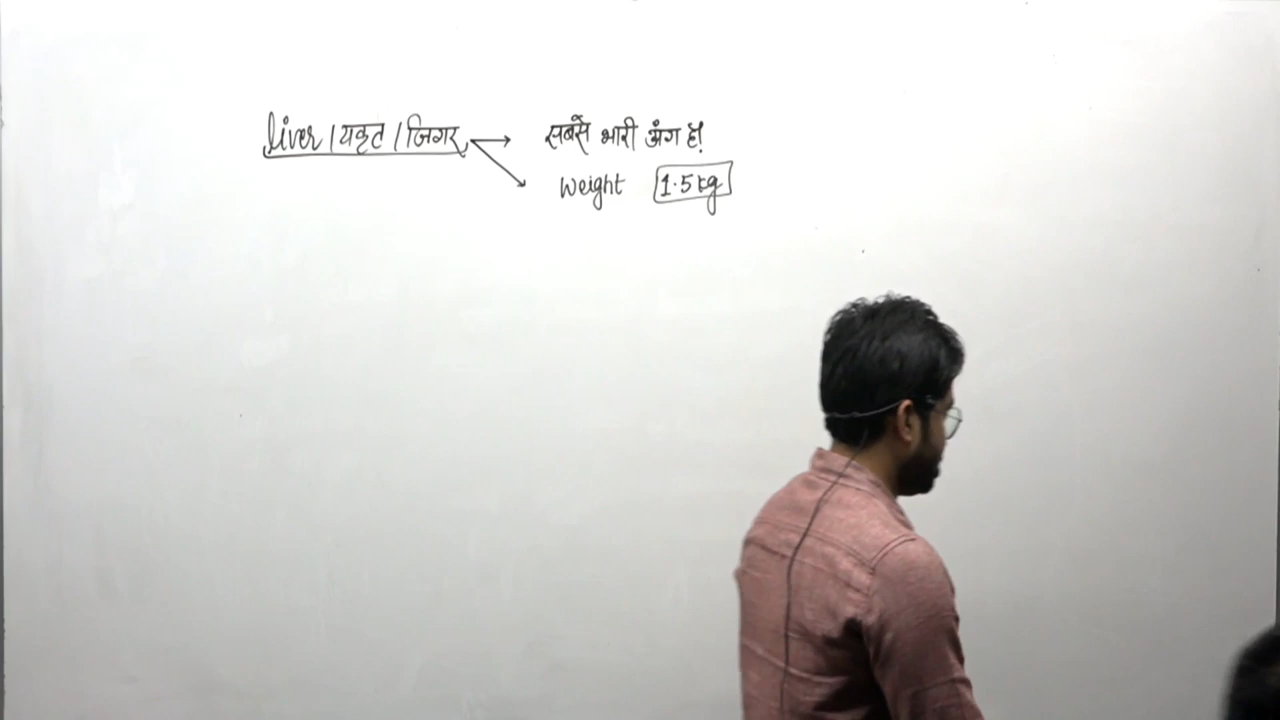 Liver / यकृत / जिगर → सबसे भारी अंग है!
Weight 1.5 kg